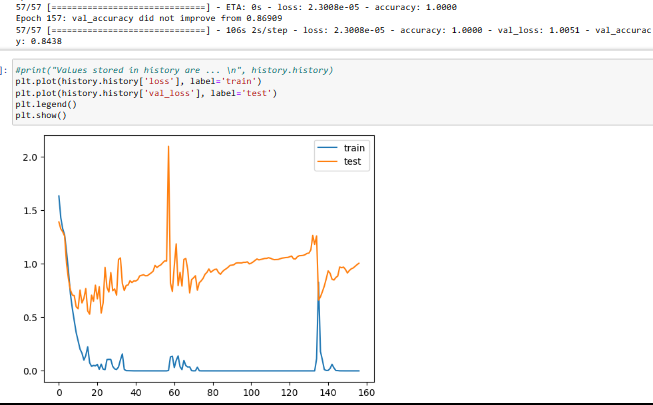 57/57 [==============================] - ETA: 0s - loss: 2.3008e-05 - accuracy: 1.0000
Epoch 157: val_accuracy did not improve from 0.86909
57/57 [==============================] - 106s 2s/step - loss: 2.3008e-05 - accuracy: 1.0000 - val_loss: 1.0051 - val_accurac
y: 0.8438
]:
#print("Values stored in history are ... \n", history.history)
plt.plot(history.history['loss'], label='train')
plt.plot(history.history['val_loss'], label='test')
plt.legend()
plt.show()
train
test
2.0
1.5
1.0
0.5
0.0
0 20 40 60 80 100 120 140 160